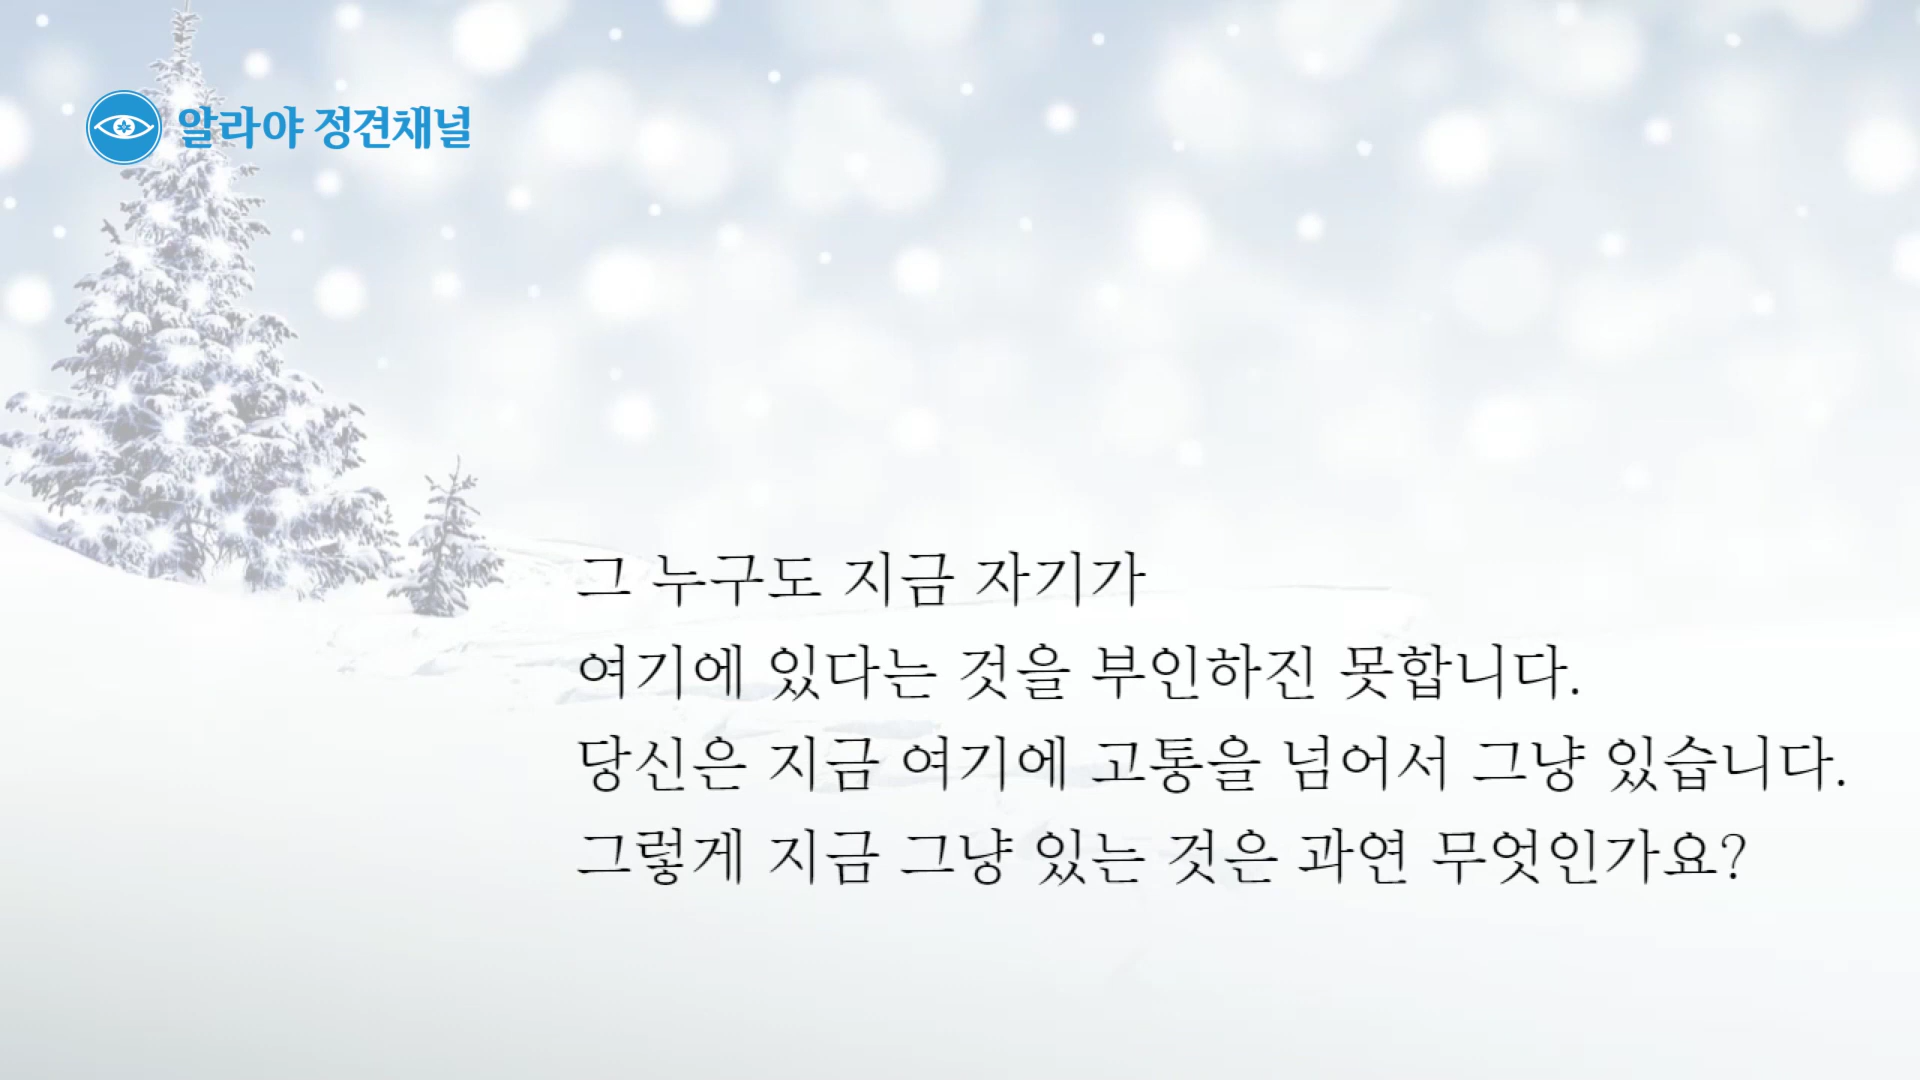 알라야 정견채널
그 누구도 지금 자기가
여기에 있다는 것을 부인하진 못합니다.
당신은 지금 여기에 고통을 넘어서 그냥 있습니다.
그렇게 지금 그냥 있는 것은 과연 무엇인가요?